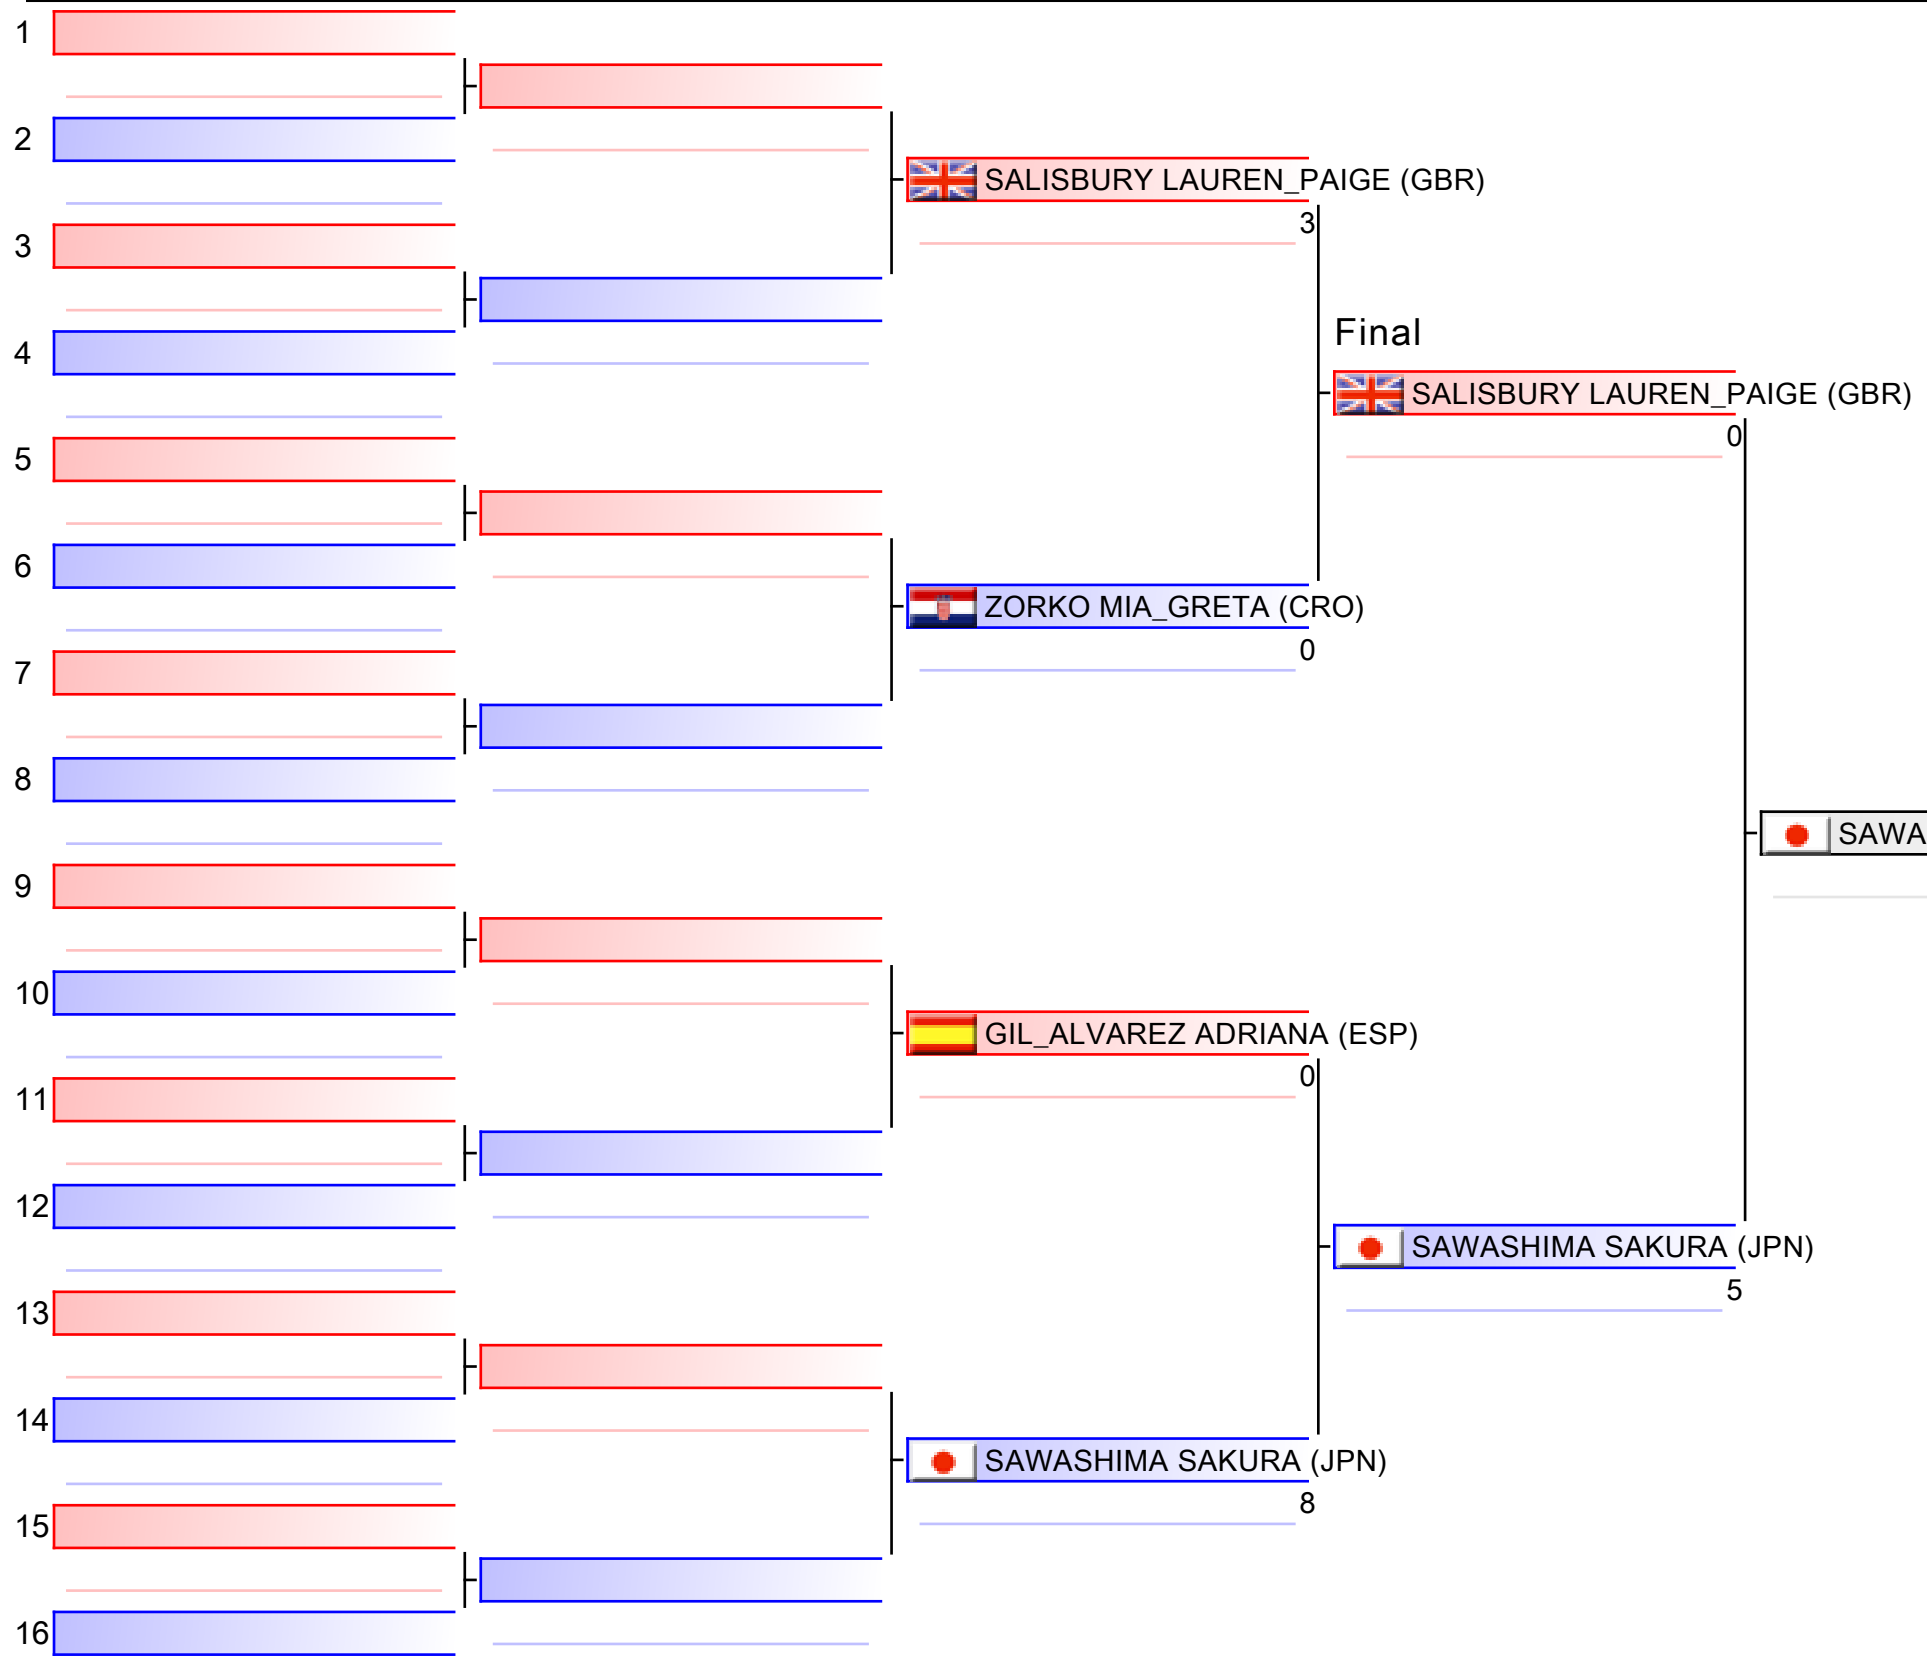 1
2
SALISBURY LAUREN_PAIGE (GBR)
3
3
Final
4
SALISBURY LAUREN_PAIGE (GBR)
0
5
6
ZORKO MIA_GRETA (CRO)
0
7
8
SAWA
9
10
GIL_ALVAREZ ADRIANA (ESP)
0
11
12
SAWASHIMA SAKURA (JPN)
5
13
14
SAWASHIMA SAKURA (JPN)
8
15
16